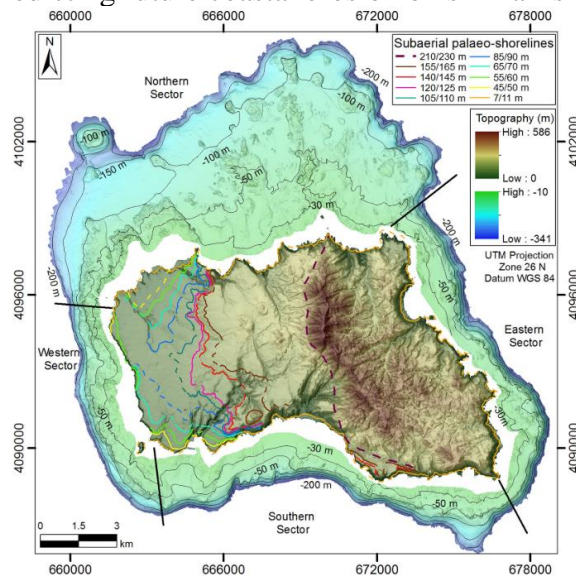 660000 666000 672000 678000
N
Northern
Sector
Subaerial palaeo-shorelines
210/230 m 85/90 m
155/165 m 65/70 m
140/145 m 55/60 m
120/125 m 45/50 m
105/110 m 7/11 m
Topography (m)
High : 586
Low : 0
High : -10
Low : -341
UTM Projection
Zone 26 N
Datum WGS 84
4102000
4096000
4090000
-200 m
-100 m
-100 m
-150 m
-100 m
-50 m
-30 m
-200 m
-200 m
-50 m
Eastern
Sector
Western
Sector
-50 m
-30 m
-30 m
-50 m
-200 m
-50 m
Southern
Sector
0 1.5 3
km
4102000
4096000
4090000
660000 666000 672000 678000